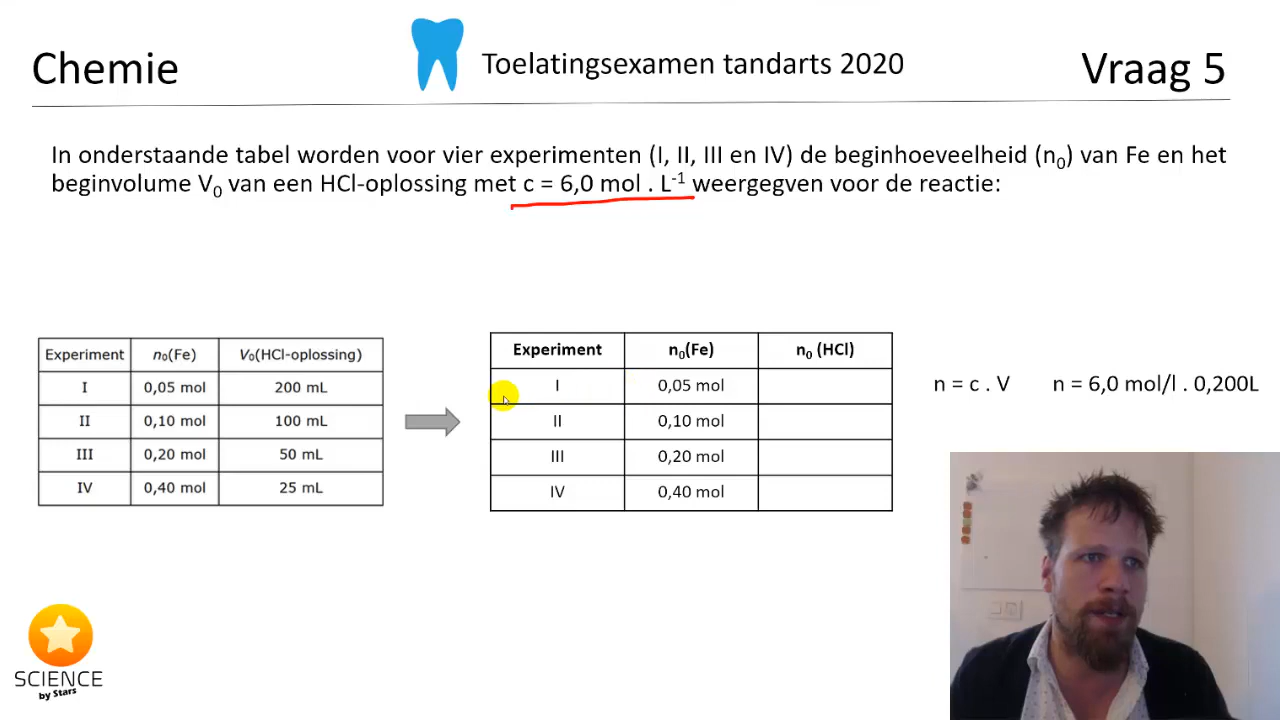 Chemie
Toelatingsexamen tandarts 2020
Vraag 5
In onderstaande tabel worden voor vier experimenten (I, II, III en IV) de beginhoeveelheid (n₀) van Fe en het
beginvolume V₀ van een HCl-oplossing met c = 6,0 mol . L⁻¹ weergegven voor de reactie:
Experiment n₀(Fe) V₀(HCl-oplossing)
I 0,05 mol 200 mL
II 0,10 mol 100 mL
III 0,20 mol 50 mL
IV 0,40 mol 25 mL
Experiment n₀(Fe) n₀ (HCl)
I 0,05 mol
II 0,10 mol
III 0,20 mol
IV 0,40 mol
n = c . V n = 6,0 mol/l . 0,200L
SCIENCE
by Stars